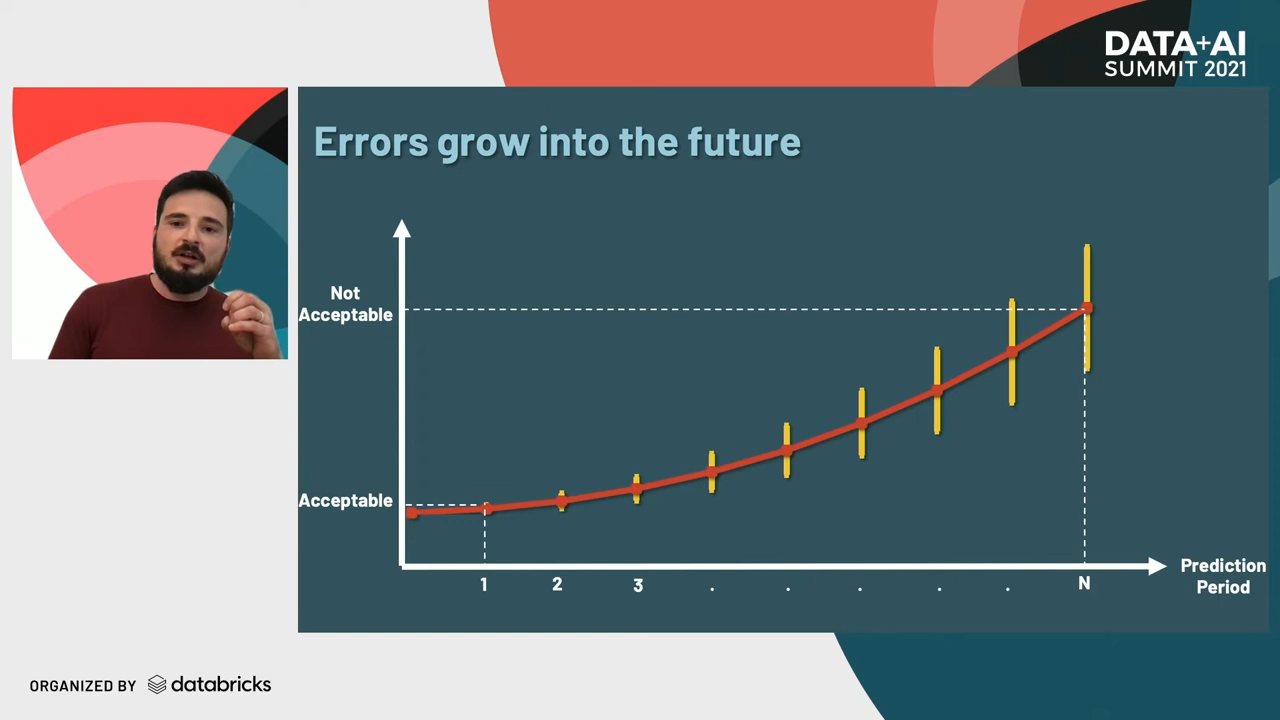 DATA+AI
SUMMIT 2021
Errors grow into the future
Not
Acceptable
Acceptable
1 2 3 . . . . . N
Prediction
Period
ORGANIZED BY databricks